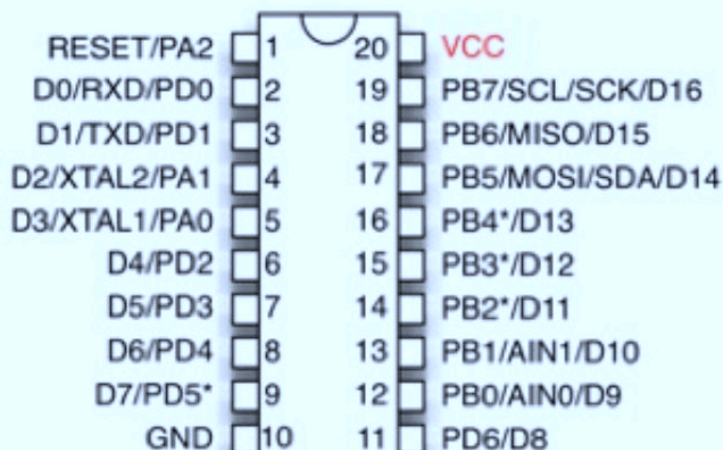 RESET/PA2 1 20 VCC
D0/RXD/PD0 2 19 PB7/SCL/SCK/D16
D1/TXD/PD1 3 18 PB6/MISO/D15
D2/XTAL2/PA1 4 17 PB5/MOSI/SDA/D14
D3/XTAL1/PA0 5 16 PB4*/D13
D4/PD2 6 15 PB3*/D12
D5/PD3 7 14 PB2*/D11
D6/PD4 8 13 PB1/AIN1/D10
D7/PD5* 9 12 PB0/AIN0/D9
GND 10 11 PD6/D8